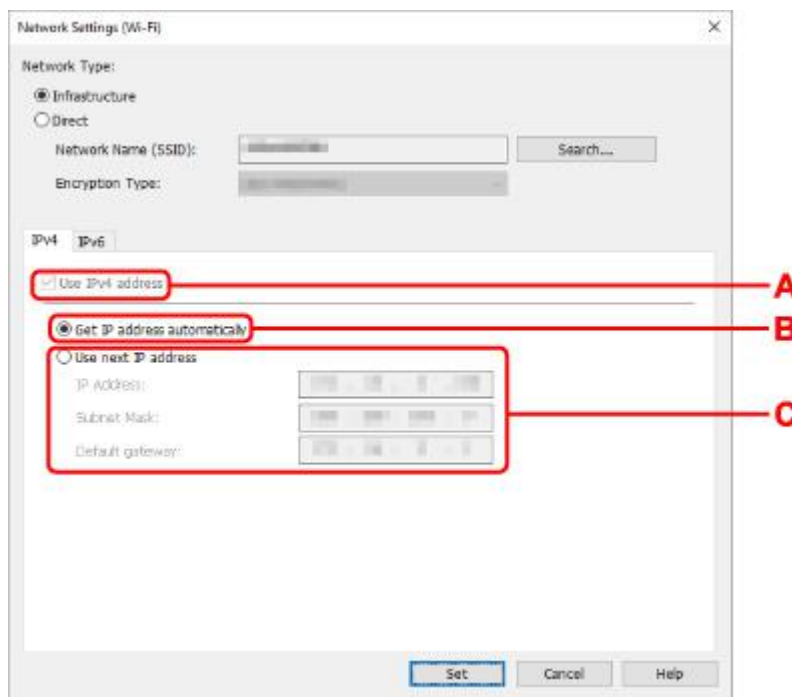 Network Settings (Wi-Fi)
Network Type:
Infrastructure
Direct
Network Name (SSID):
Search....
Encryption Type:
IPv4 IPv6
Use IPv4 address
A
Get IP address automatically
B
Use next IP address
IP Address:
Subnet Mask:
C
Default gateway:
Set Cancel Help